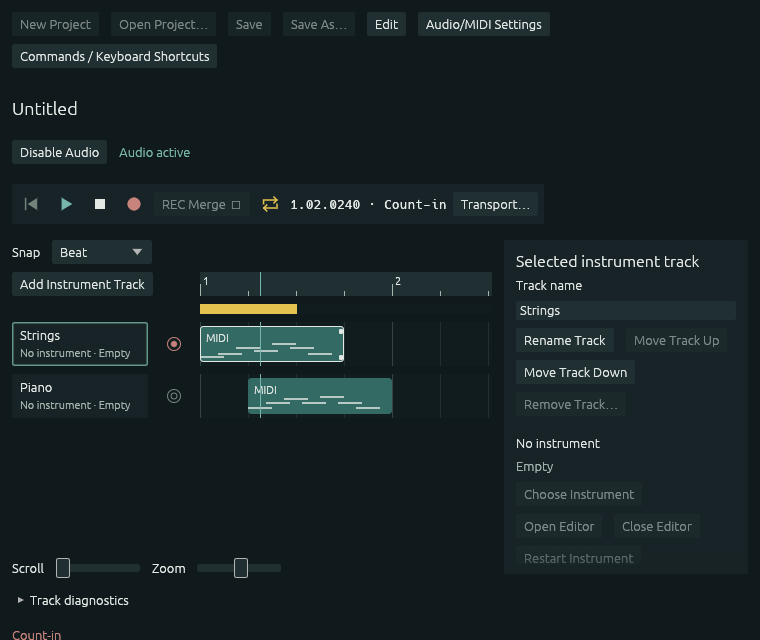 New Project Open Project... Save Save As... Edit Audio/MIDI Settings
Commands / Keyboard Shortcuts
Untitled
Disable Audio Audio active
REC Merge 1.02.0240 · Count-in Transport...
Snap Beat
Add Instrument Track 1 2
Strings
No instrument · Empty
MIDI
Piano
No instrument · Empty
MIDI
Selected instrument track
Track name
Strings
Rename Track Move Track Up
Move Track Down
Remove Track...
No instrument
Empty
Choose Instrument
Open Editor Close Editor
Restart Instrument
Scroll Zoom
Track diagnostics
Count-in